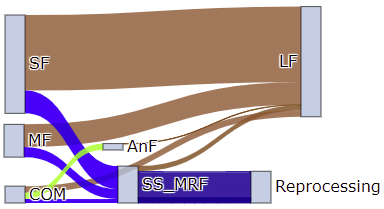 SF
LF
MF
AnF
COM
SS_MRF
Reprocessing